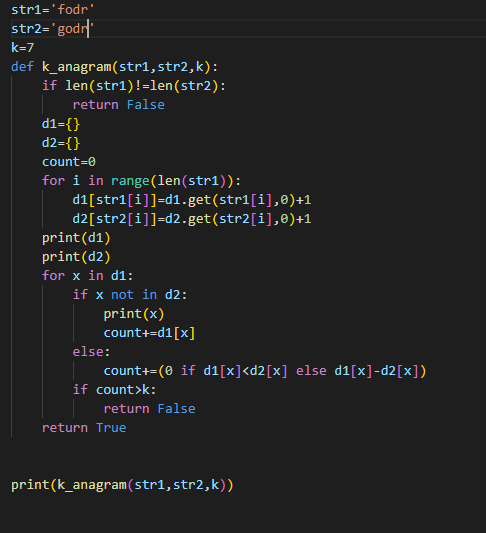 str1='fodr'
str2='godr'
k=7
def k_anagram(str1,str2,k):
    if len(str1)!=len(str2):
        return False
    d1={}
    d2={}
    count=0
    for i in range(len(str1)):
        d1[str1[i]]=d1.get(str1[i],0)+1
        d2[str2[i]]=d2.get(str2[i],0)+1
    print(d1)
    print(d2)
    for x in d1:
        if x not in d2:
            print(x)
            count+=d1[x]
        else:
            count+=(0 if d1[x]<d2[x] else d1[x]-d2[x])
        if count>k:
            return False
    return True
print(k_anagram(str1,str2,k))